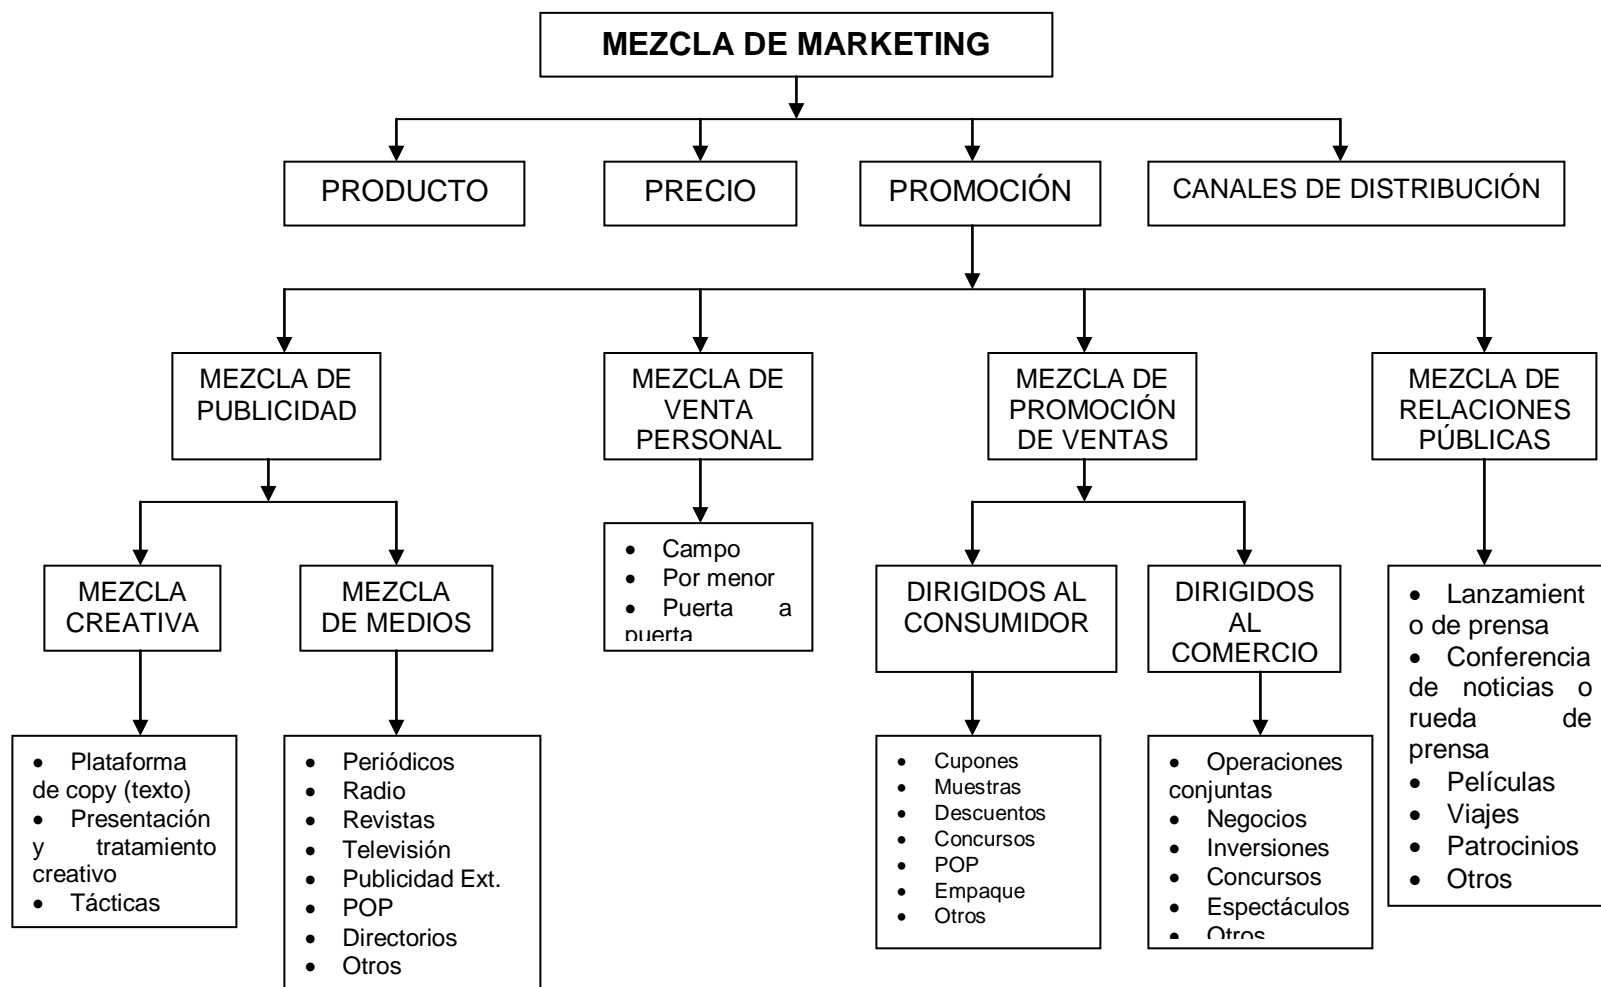 MEZCLA DE MARKETING
PRODUCTO
PRECIO
PROMOCIÓN
CANALES DE DISTRIBUCIÓN
MEZCLA DE
PUBLICIDAD
MEZCLA DE
VENTA
PERSONAL
MEZCLA DE
PROMOCIÓN
DE VENTAS
MEZCLA DE
RELACIONES
PÚBLICAS
MEZCLA
CREATIVA
MEZCLA
DE MEDIOS
• Campo
• Por menor
• Puerta a
puerta
DIRIGIDOS AL
CONSUMIDOR
DIRIGIDOS
AL
COMERCIO
• Lanzamient
o de prensa
• Conferencia
de noticias o
rueda de
prensa
• Películas
• Viajes
• Patrocinios
• Otros
• Plataforma
de copy (texto)
• Presentación
y tratamiento
creativo
• Tácticas
• Periódicos
• Radio
• Revistas
• Televisión
• Publicidad Ext.
• POP
• Directorios
• Otros
• Cupones
• Muestras
• Descuentos
• Concursos
• POP
• Empaque
• Otros
• Operaciones
conjuntas
• Negocios
• Inversiones
• Concursos
• Espectáculos
• Otros